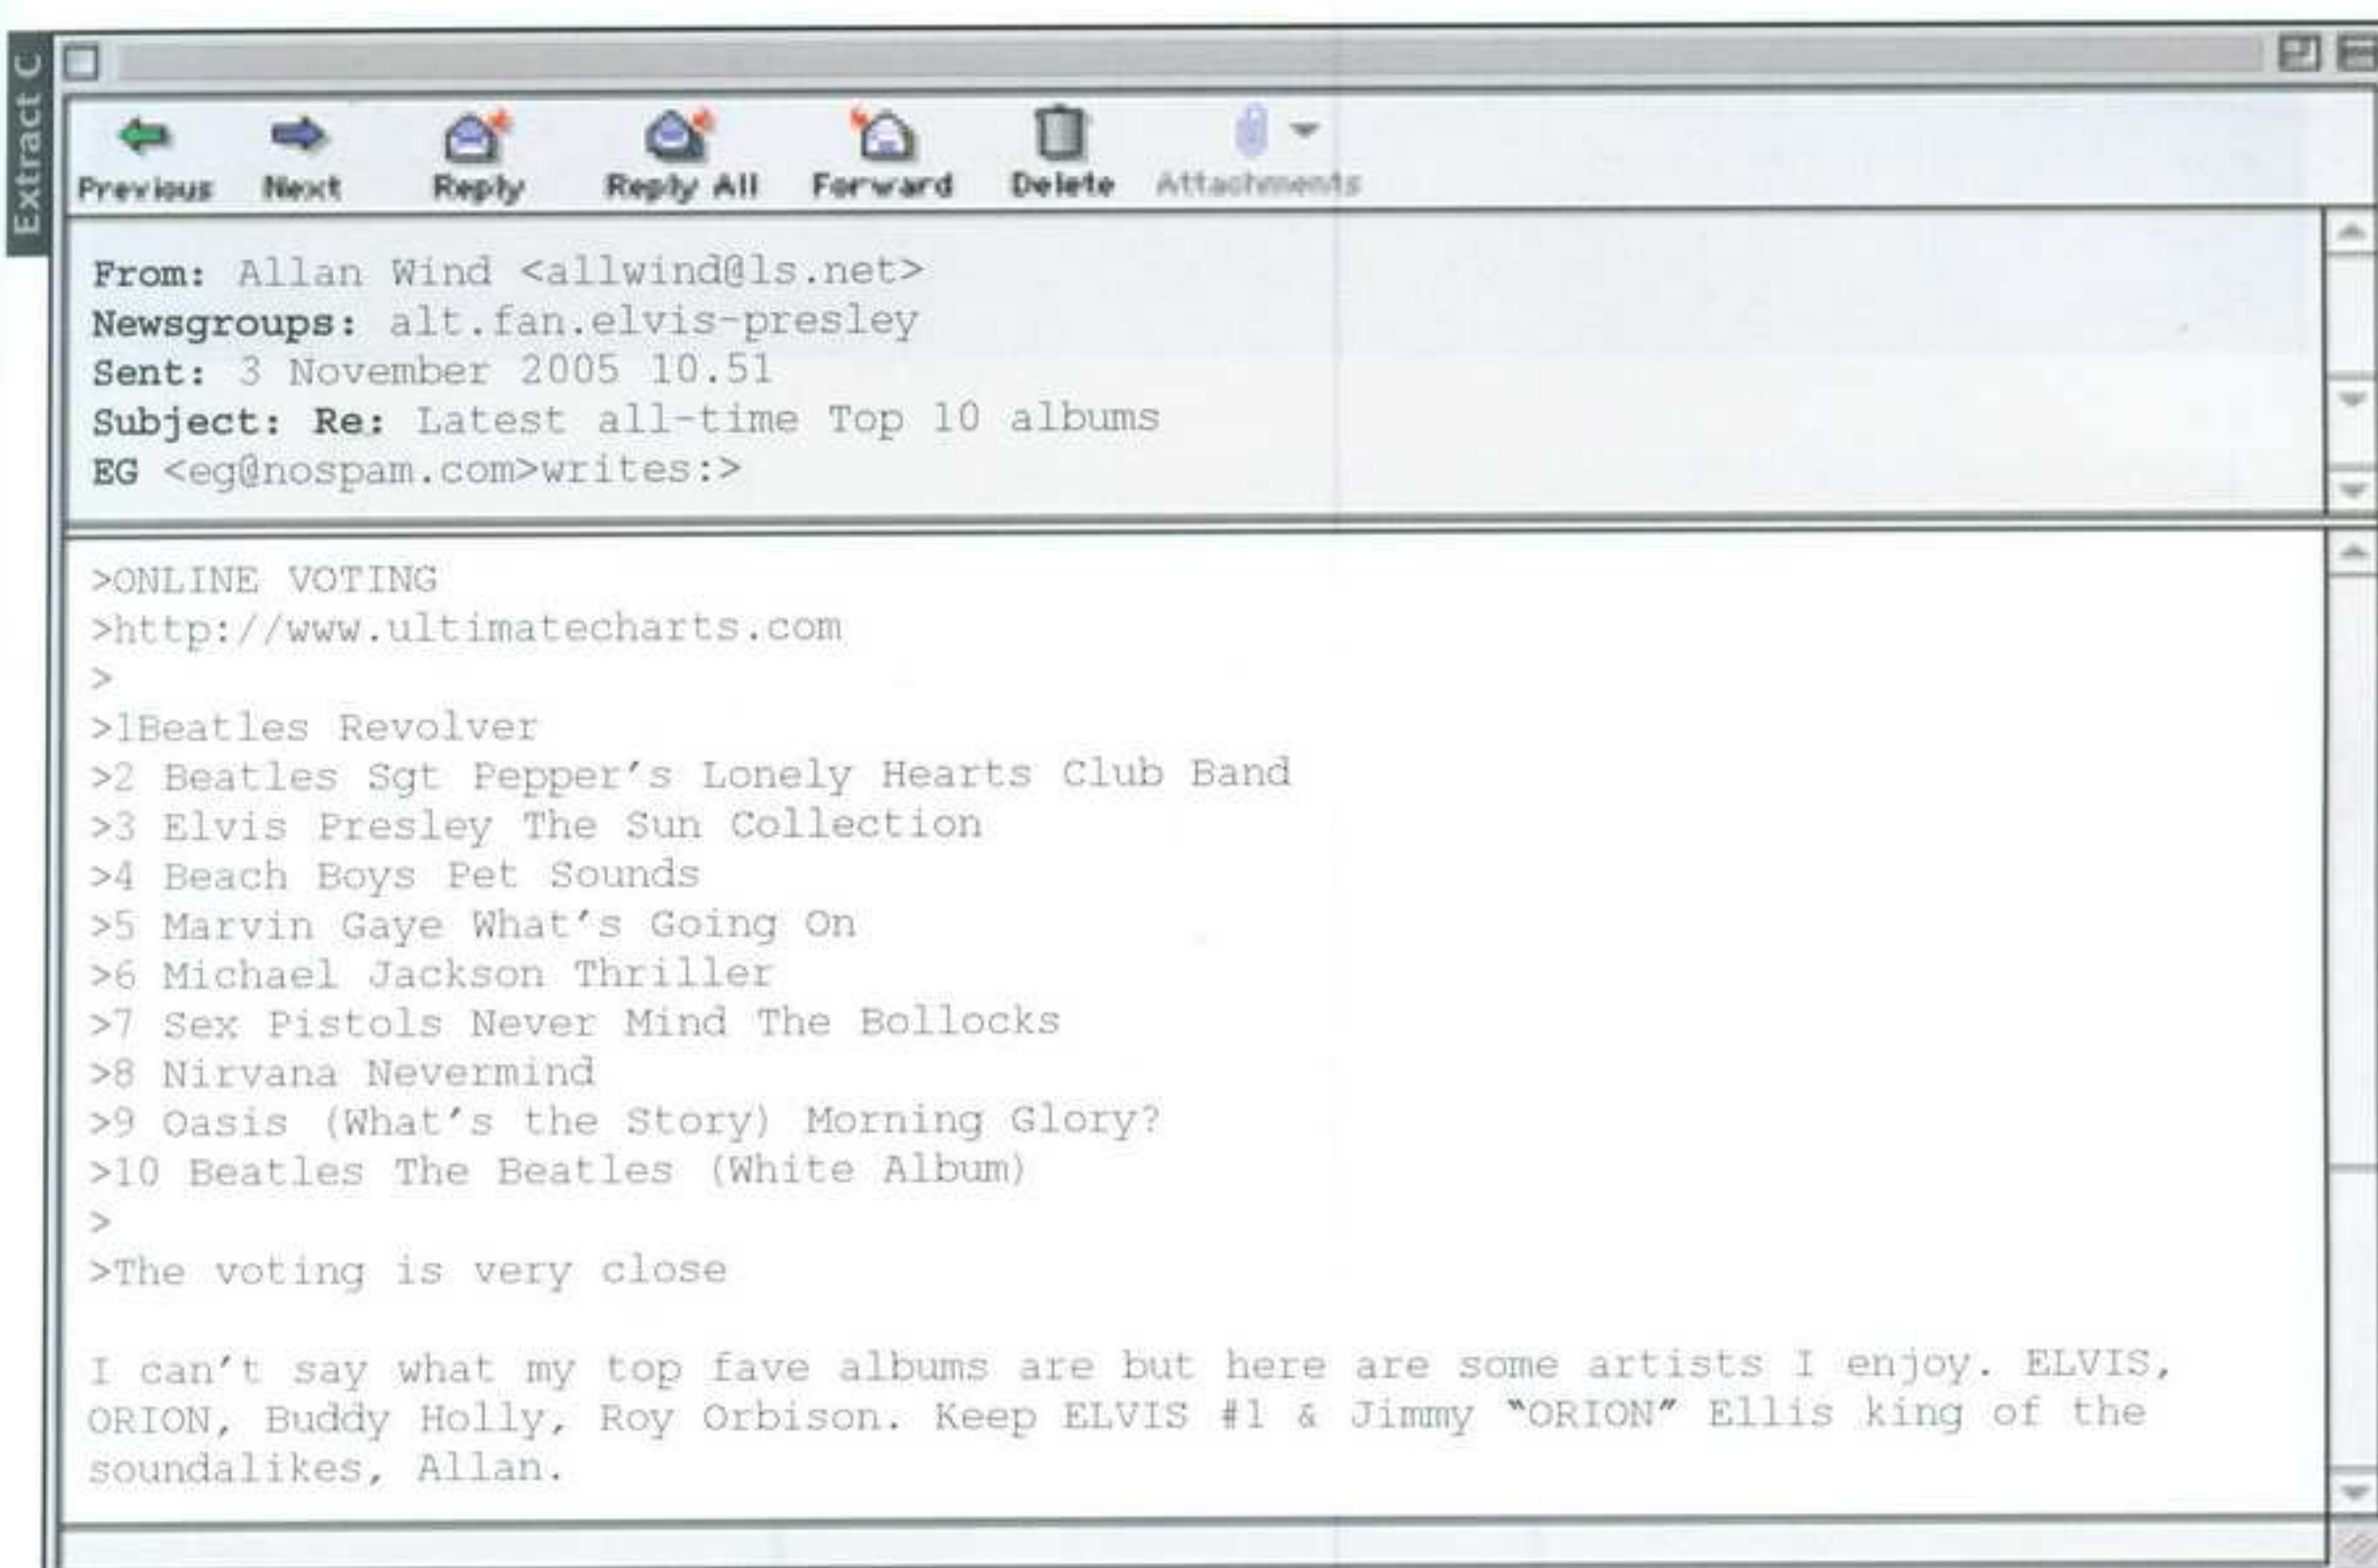 Extract C
Previous Next Reply Reply All Forward Delete Attachments
From: Allan Wind <allwind@ls.net>
Newsgroups: alt.fan.elvis-presley
Sent: 3 November 2005 10.51
Subject: Re: Latest all-time Top 10 albums
EG <eg@nospam.com>writes:>
>ONLINE VOTING
>http://www.ultimatecharts.com
>
>1Beatles Revolver
>2 Beatles Sgt Pepper's Lonely Hearts Club Band
>3 Elvis Presley The Sun Collection
>4 Beach Boys Pet Sounds
>5 Marvin Gaye What's Going On
>6 Michael Jackson Thriller
>7 Sex Pistols Never Mind The Bollocks
>8 Nirvana Nevermind
>9 Oasis (What's the Story) Morning Glory?
>10 Beatles The Beatles (White Album)
>
>The voting is very close
I can't say what my top fave albums are but here are some artists I enjoy. ELVIS,
ORION, Buddy Holly, Roy Orbison. Keep ELVIS #1 & Jimmy "ORION" Ellis king of the
soundalikes, Allan.